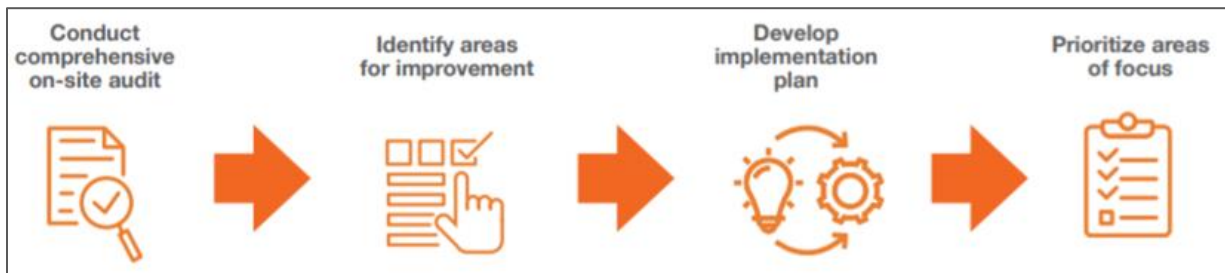 Conduct
comprehensive
on-site audit
Identify areas
for improvement
Develop
implementation
plan
Prioritize areas
of focus